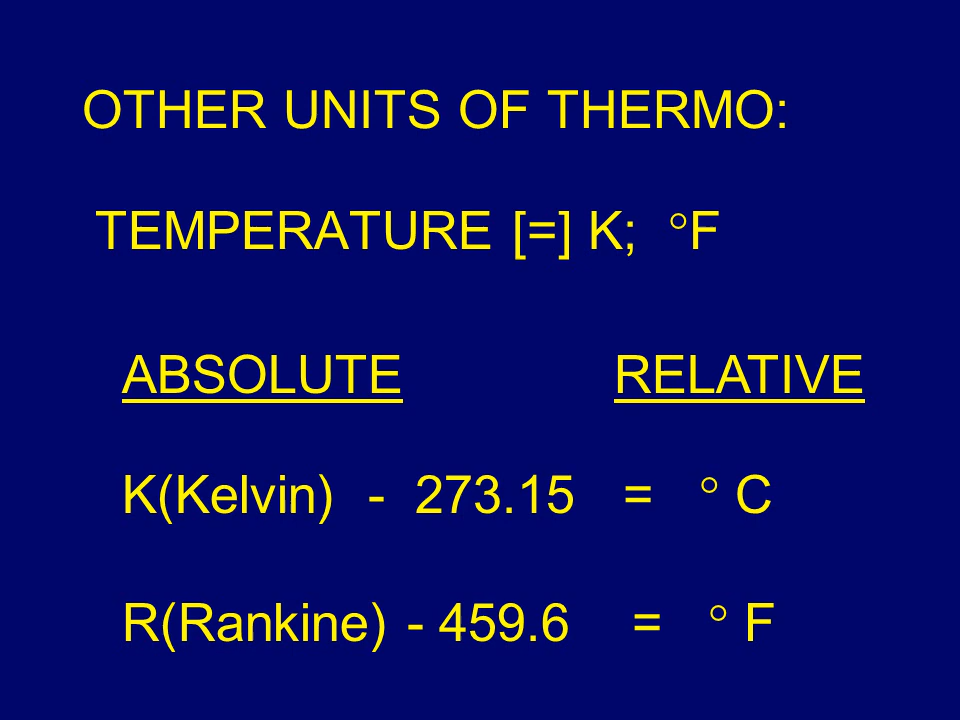 OTHER UNITS OF THERMO:
TEMPERATURE [=] K; °F
ABSOLUTE RELATIVE
K(Kelvin) - 273.15 = ° C
R(Rankine) - 459.6 = ° F